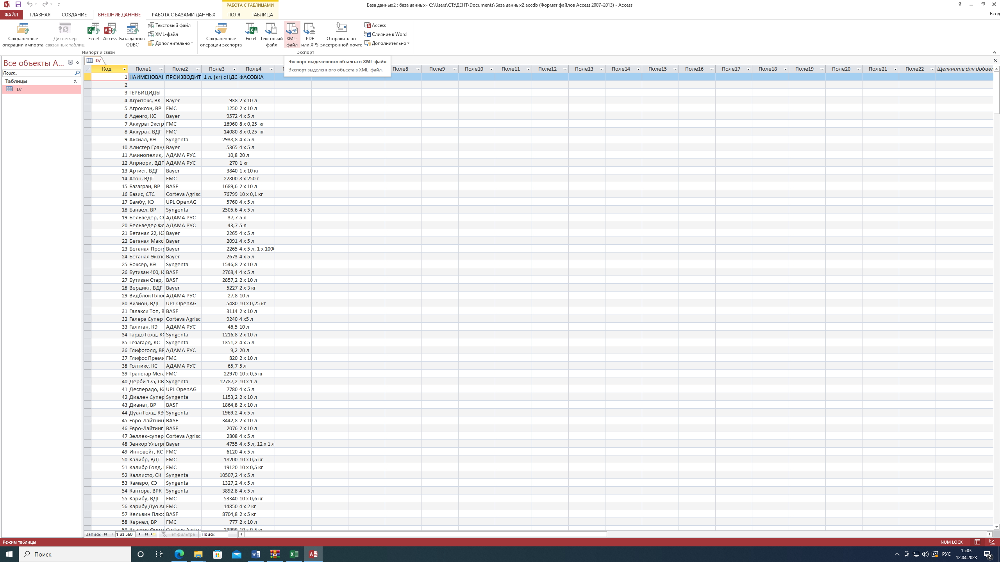 РАБОТА С ТАБЛИЦАМИ
База данных2 : база данных- C:\Users\СТУДЕНТ\Documents\База данных2.accdb (Формат файлов Access 2007–2013) - Access
ФАЙЛ ГЛАВНАЯ СОЗДАНИЕ ВНЕШНИЕ ДАННЫЕ РАБОТА С БАЗАМИ ДАННЫХ ПОЛЯ ТАБЛИЦА Вход
Сохраненные операции импорта
Диспетчер связанных таблиц
Excel
Access
База данных ODBC
Текстовый файл
XML-файл
Дополнительно
Сохраненные операции экспорта
Excel
Текстовый файл
XML-файл
PDF или XPS
Отправить по электронной почте
Access
Слияние в Word
Дополнительно
Импорт и связи
Экспорт
Все объекты A...
Поиск...
Таблицы
D/
D/
Экспорт выделенного объекта в XML-файл
Экспорт выделенного объекта в XML-файл.
Код Поле1 Поле2 Поле3 Поле4 Поле8 Поле9 Поле10 Поле11 Поле12 Поле13 Поле14 Поле15 Поле16 Поле17 Поле18 Поле19 Поле20 Поле21 Поле22 Щелкните для добавл
1 НАИМЕНОВАН ПРОИЗВОДИТ 1 л. (кг) с НДС ФАСОВКА
2
3 ГЕРБИЦИДЫ
4 Агритокс, ВК Bayer 938 2 х 10 л
5 Агроксон, ВР FMC 1250 2 х 10 л
6 Аденго, КС Bayer 9572 4 х 5 л
7 Аккурат Экстр FMC 16960 8 х 0,25 кг
8 Аккурат, ВДГ FMC 14080 8 х 0,25 кг
9 Аксиал, КЭ Syngenta 2938,8 4 х 5 л
10 Алистер Гранд Bayer 5365 4 х 5 л
11 Аминопелик, АДАМА РУС 10,8 20 л
12 Априори, ВДГ АДАМА РУС 270 1 кг
13 Артист, ВДГ Bayer 3840 1 х 10 кг
14 Атон, ВДГ FMC 22800 8 х 250 г
15 Базагран, ВР BASF 1689,6 2 х 10 л
16 Базис, СТС Corteva Agrisc 76799 10 х 0,1 кг
17 Бамбу, КЭ UPL OpenAG 5760 4 х 5 л
18 Банвел, ВР Syngenta 2505,6 4 х 5 л
19 Бельведер, СК АДАМА РУС 37,7 5 л
20 Бельведер Фо АДАМА РУС 43,7 5 л
21 Бетанал 22, КЭ Bayer 2265 4 х 5 л
22 Бетанал Макс Bayer 2091 4 х 5 л
23 Бетанал Прогр Bayer 2265 4 х 5 л, 1 х 1000
24 Бетанал Экспе Bayer 2673 4 х 5 л
25 Боксер, КЭ Syngenta 1546,8 2 х 10 л
26 Бутизан 400, К BASF 2768,4 4 х 5 л
27 Бутизан Стар, BASF 2857,2 2 х 10 л
28 Вердикт, ВДГ Bayer 5227 2 х 3 кг
29 Видблок Плюс АДАМА РУС 27,8 10 л
30 Визион, ВДГ UPL OpenAG 5480 10 х 0,25 кг
31 Галакси Топ, В BASF 3114 2 х 10 л
32 Галера Супер Corteva Agrisc 9240 4 х5 л
33 Галиган, КЭ АДАМА РУС 46,5 10 л
34 Гардо Голд, КС Syngenta 1216,8 2 х 10 л
35 Гезагард, КС Syngenta 1351,2 4 х 5 л
36 Глифоголд, ВР АДАМА РУС 9,2 20 л
37 Глифос Преми FMC 820 2 х 10 л
38 Голтикс, КС АДАМА РУС 65,7 5 л
39 Гранстар Мега FMC 22970 10 х 0,5 кг
40 Дерби 175, СК Syngenta 12787,2 10 х 1 л
41 Десперадо, КЭ UPL OpenAG 7780 4 х 5 л
42 Диален Супер Syngenta 1153,2 2 х 10 л
43 Дианат, ВР BASF 1864,8 2 х 10 л
44 Дуал Голд, КЭ Syngenta 1969,2 4 х 5 л
45 Евро-Лайтнин BASF 3442,8 2 х 10 л
46 Евро-Лайтинг BASF 2076 2 х 10 л
47 Зеллек-супер Corteva Agrisc 2808 4 х 5 л
48 Зенкор Ультра Bayer 4755 4 х 5 л, 12 х 1 л
49 Инновейт, КС FMC 6120 4 х 5 л
50 Калибр, ВДГ FMC 18200 10 х 0,5 кг
51 Калибр Голд, FMC 19120 10 х 0,5 кг
52 Каллисто, СК Syngenta 10507,2 4 х 5 л
53 Камаро, СЭ Syngenta 1327,2 4 х 5 л
54 Каптора, ВРК Syngenta 3892,8 4 х 5 л
55 Карибу, ВДГ FMC 53340 10 х 0,6 кг
56 Карибу Дуо А FMC 14850 4 х 2 кг
57 Кельвин Плюс BASF 8704,8 2 х 5 кг
58 Кернел, ВР FMC 777 2 х 10 л
59 Классик Форте Corteva Agrisc 29999 10 х 0,5 кг
Запись: 1 из 560 Нет фильтра Поиск
Режим таблицы NUM LOCK
Поиск РУС 15:03
12.04.2023 2